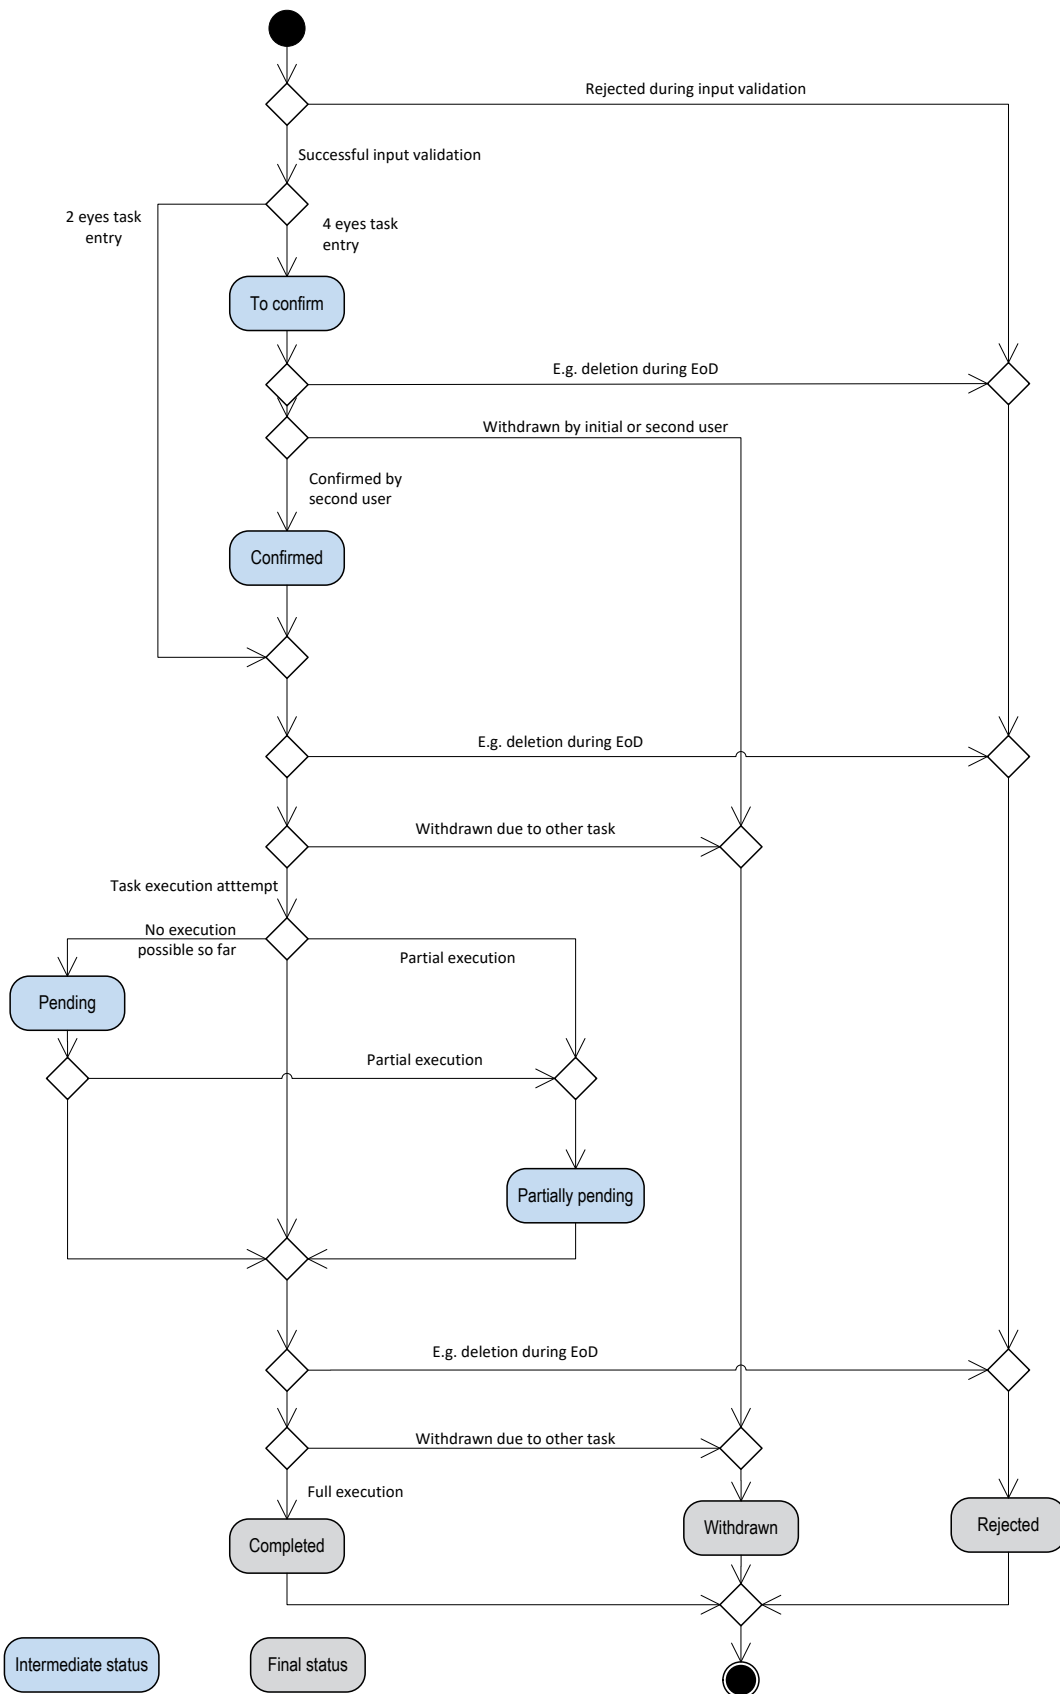 Rejected during input validation
Successful input validation
2 eyes task
entry
4 eyes task
entry
To confirm
E.g. deletion during EoD
Withdrawn by initial or second user
Confirmed by
second user
Confirmed
E.g. deletion during EoD
Withdrawn due to other task
Task execution atttempt
No execution
possible so far
Partial execution
Pending
Partial execution
Partially pending
E.g. deletion during EoD
Withdrawn due to other task
Full execution
Completed
Withdrawn
Rejected
Intermediate status
Final status